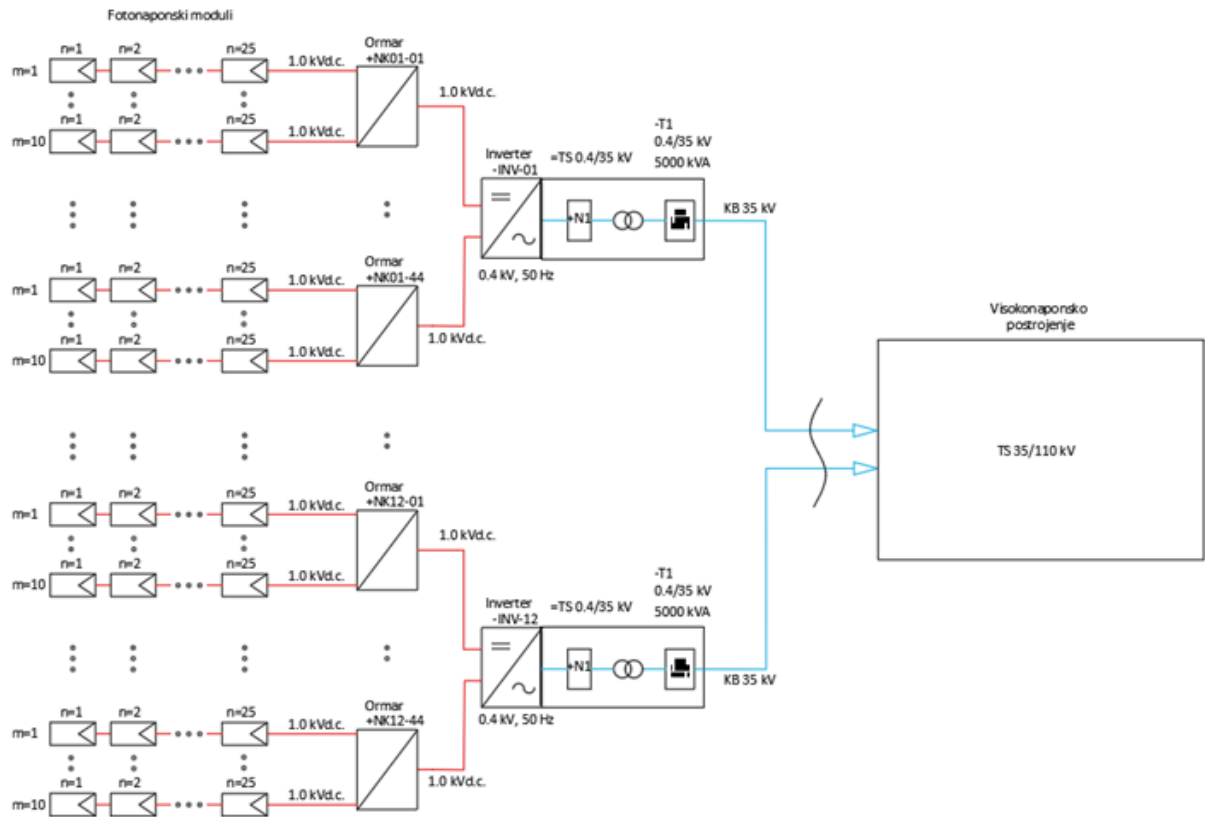 Fotonaponski moduli
n=1 n=2 n=25
m=1
1.0 kVd.c.
Ormar
+NK01-01
n=1 n=2 n=25
m=10
1.0 kVd.c.
1.0 kVd.c.
Inverter
-INV-01
=TS 0.4/35 kV
-T1
0.4/35 kV
5000 kVA
+N1
KB 35 kV
0.4 kV, 50 Hz
n=1 n=2 n=25
m=1
1.0 kVd.c.
Ormar
+NK01-44
n=1 n=2 n=25
m=10
1.0 kVd.c.
1.0 kVd.c.
Visokonaponsko
postrojenje
TS 35/110 kV
n=1 n=2 n=25
m=1
1.0 kVd.c.
Ormar
+NK12-01
n=1 n=2 n=25
m=10
1.0 kVd.c.
1.0 kVd.c.
Inverter
-INV-12
=TS 0.4/35 kV
-T1
0.4/35 kV
5000 kVA
+N1
KB 35 kV
0.4 kV, 50 Hz
n=1 n=2 n=25
m=1
1.0 kVd.c.
Ormar
+NK12-44
n=1 n=2 n=25
m=10
1.0 kVd.c.
1.0 kVd.c.